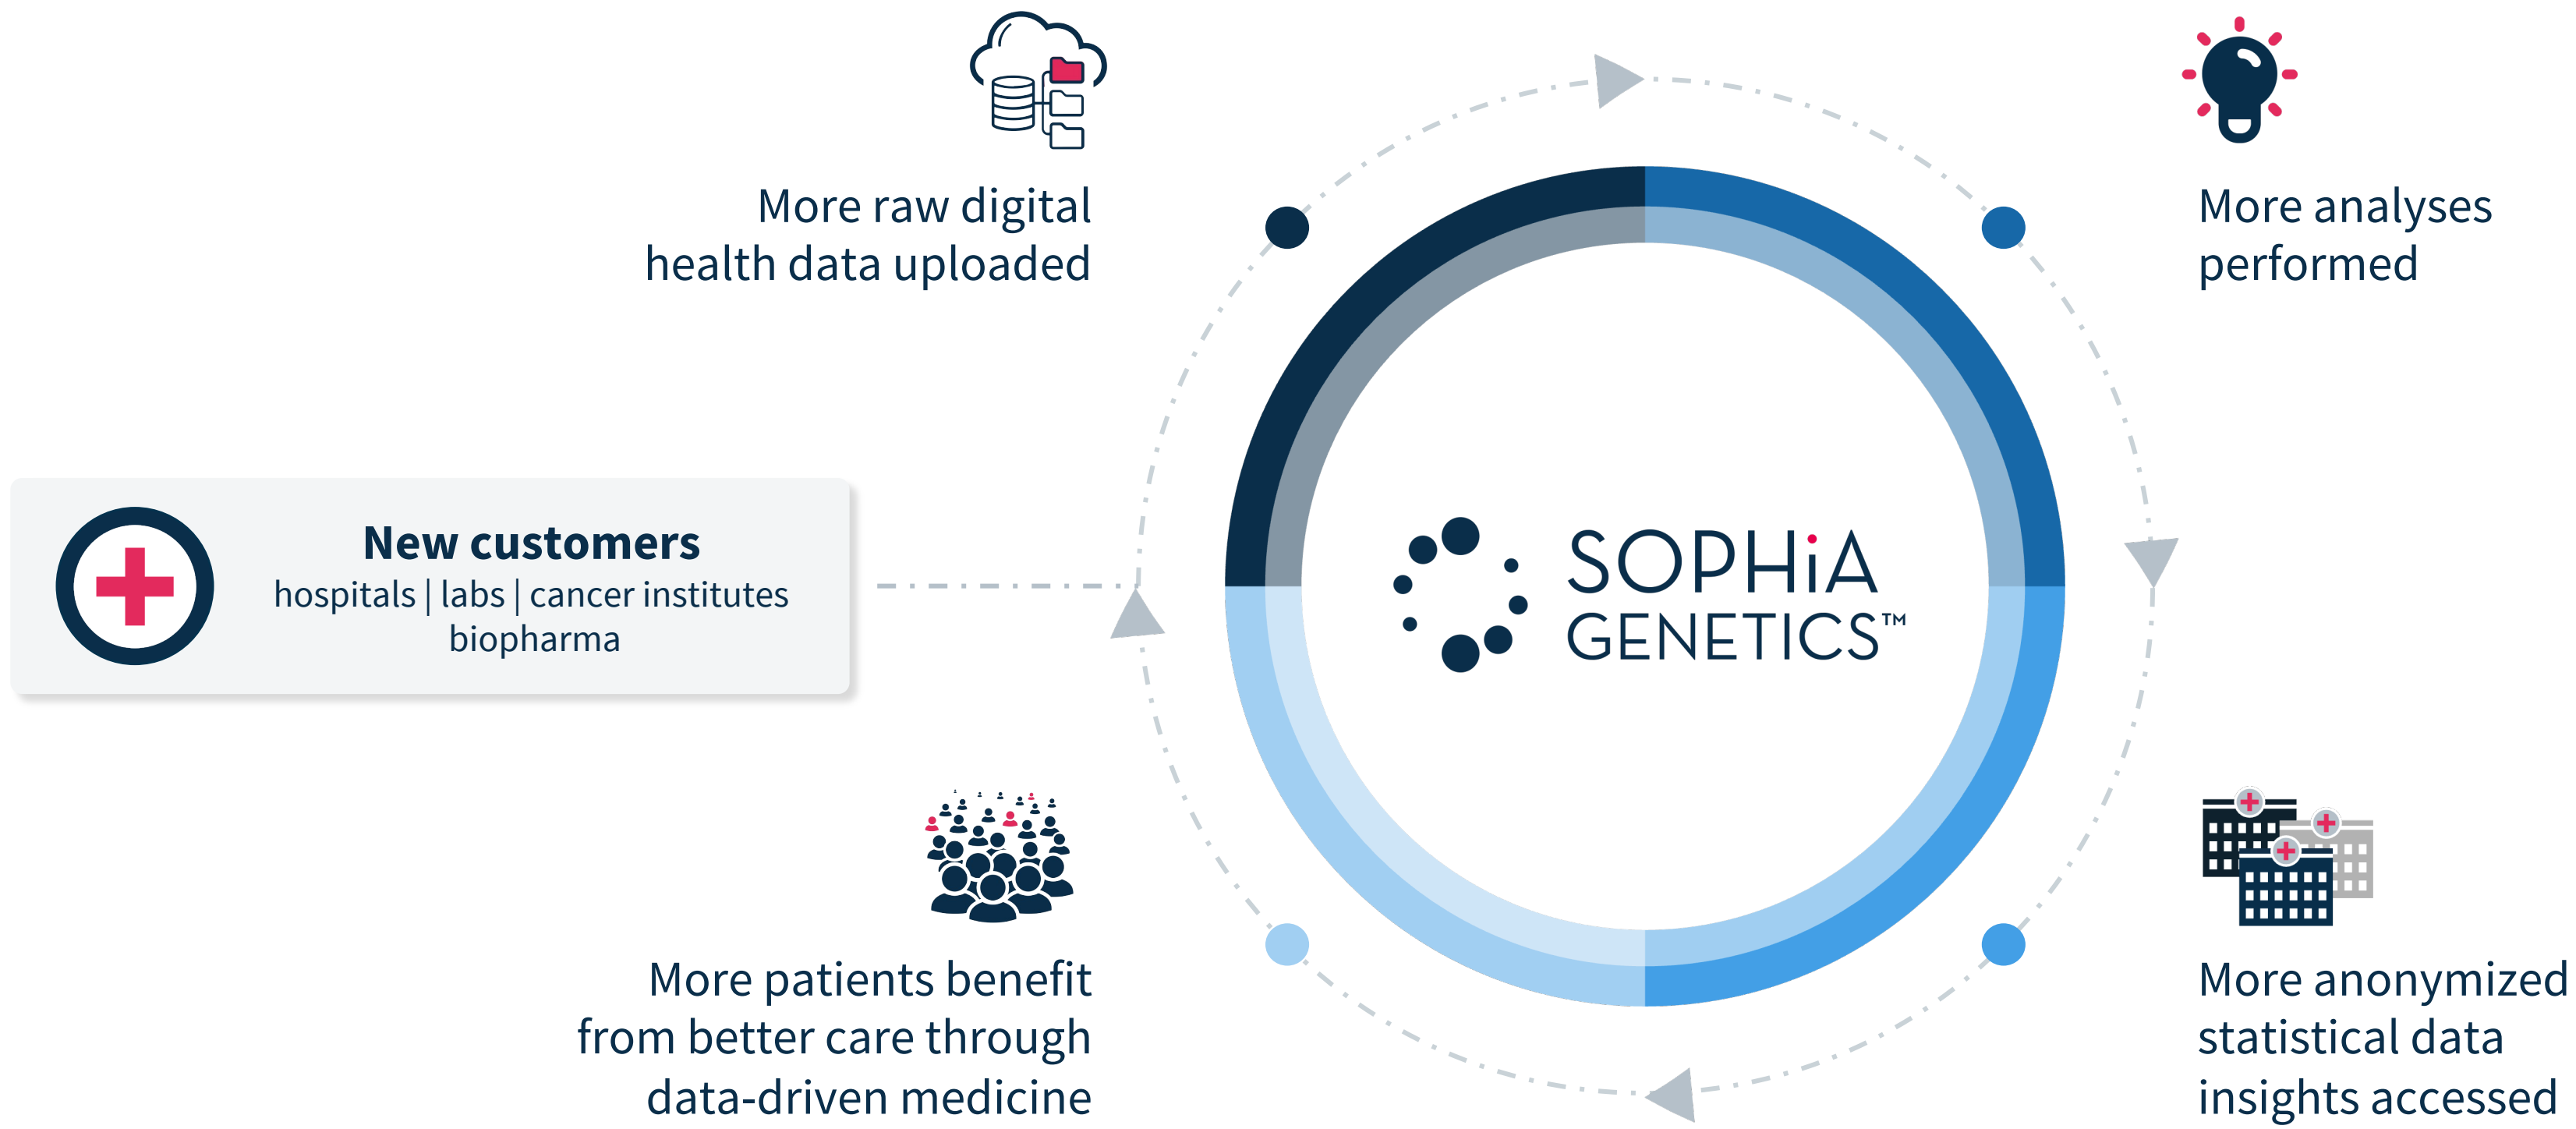 More raw digital
health data uploaded
More analyses
performed
New customers
hospitals | labs | cancer institutes
biopharma
SOPHiA
GENETICS™
More patients benefit
from better care through
data-driven medicine
More anonymized
statistical data
insights accessed